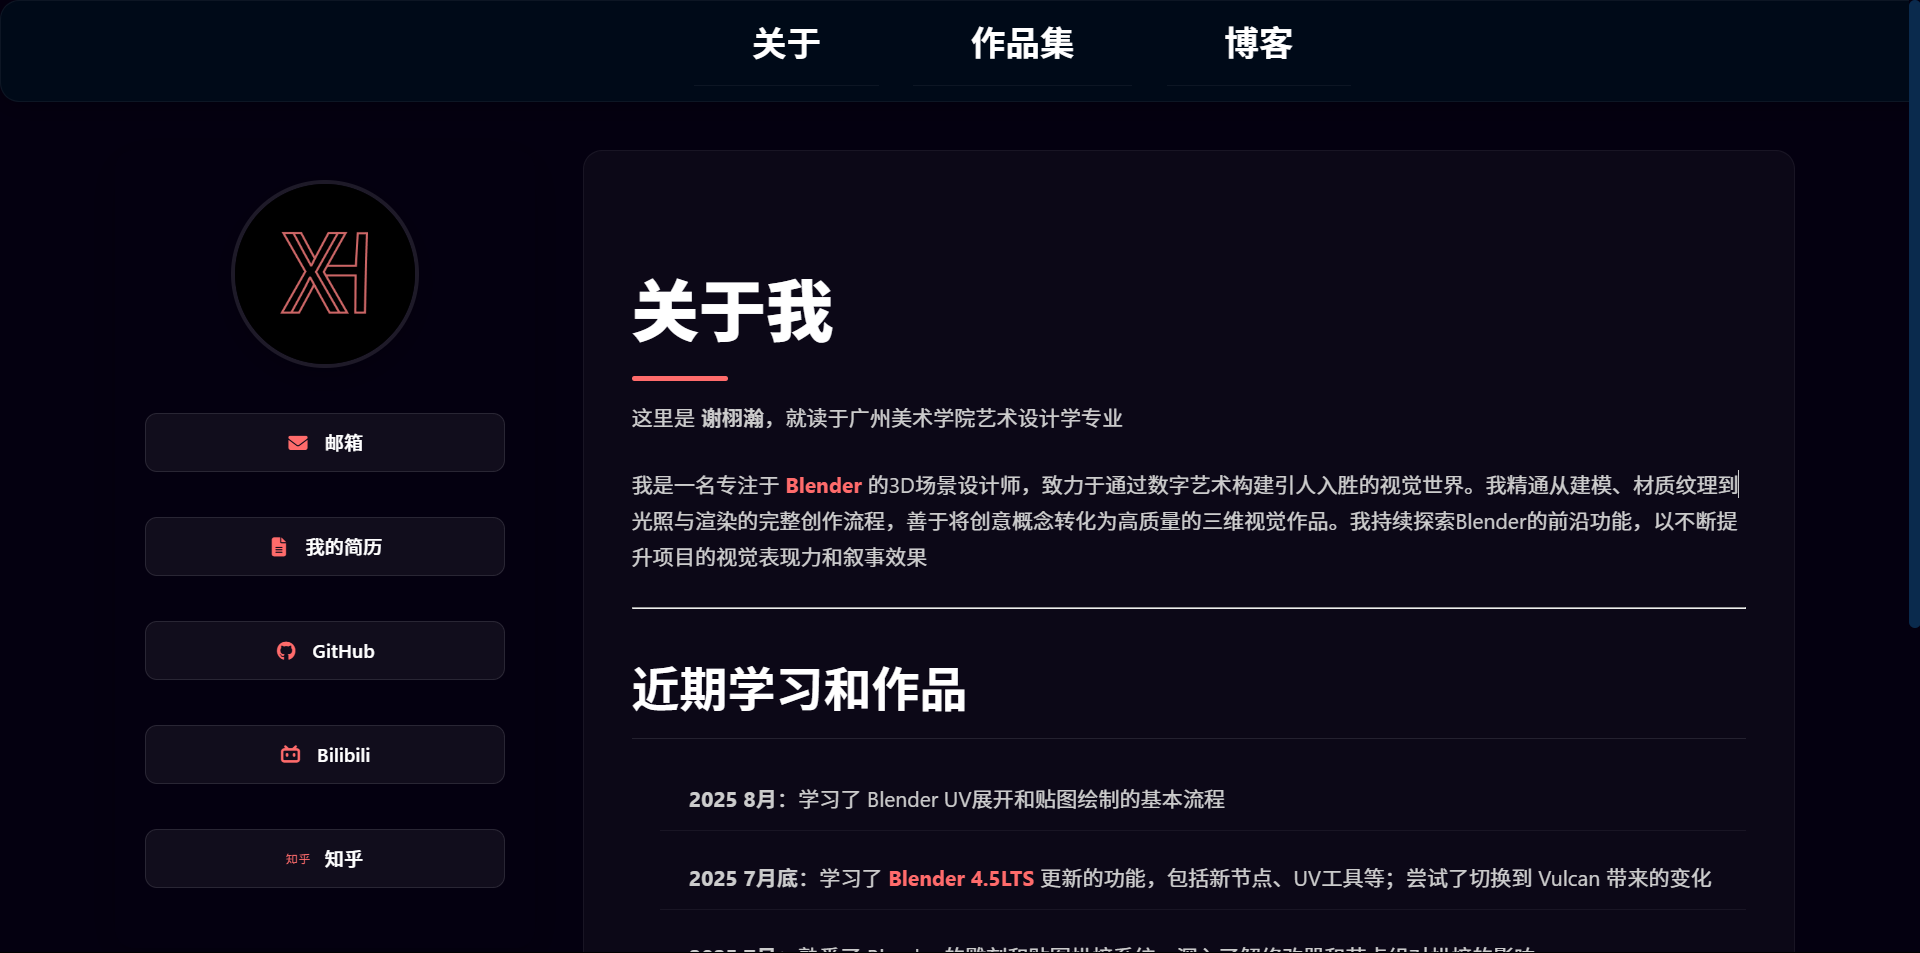 关于
作品集
博客
XH
邮箱
我的简历
GitHub
Bilibili
知乎 知乎
关于我
这里是 谢栩瀚，就读于广州美术学院艺术设计学专业
我是一名专注于 Blender 的3D场景设计师，致力于通过数字艺术构建引人入胜的视觉世界。我精通从建模、材质纹理到
光照与渲染的完整创作流程，善于将创意概念转化为高质量的三维视觉作品。我持续探索Blender的前沿功能，以不断提
升项目的视觉表现力和叙事效果
近期学习和作品
2025 8月：学习了 Blender UV展开和贴图绘制的基本流程
2025 7月底：学习了 Blender 4.5LTS 更新的功能，包括新节点、UV工具等；尝试了切换到 Vulcan 带来的变化